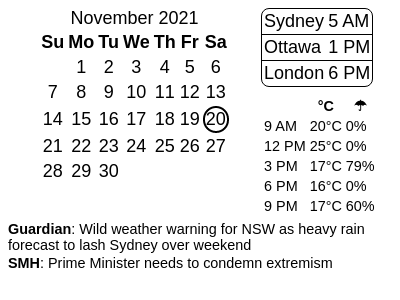 November 2021
Su Mo Tu We Th Fr Sa
1 2 3 4 5 6
7 8 9 10 11 12 13
14 15 16 17 18 19 20
21 22 23 24 25 26 27
28 29 30
Sydney 5 AM
Ottawa 1 PM
London 6 PM
°C ☂
9 AM 20°C 0%
12 PM 25°C 0%
3 PM 17°C 79%
6 PM 16°C 0%
9 PM 17°C 60%
Guardian: Wild weather warning for NSW as heavy rain
forecast to lash Sydney over weekend
SMH: Prime Minister needs to condemn extremism